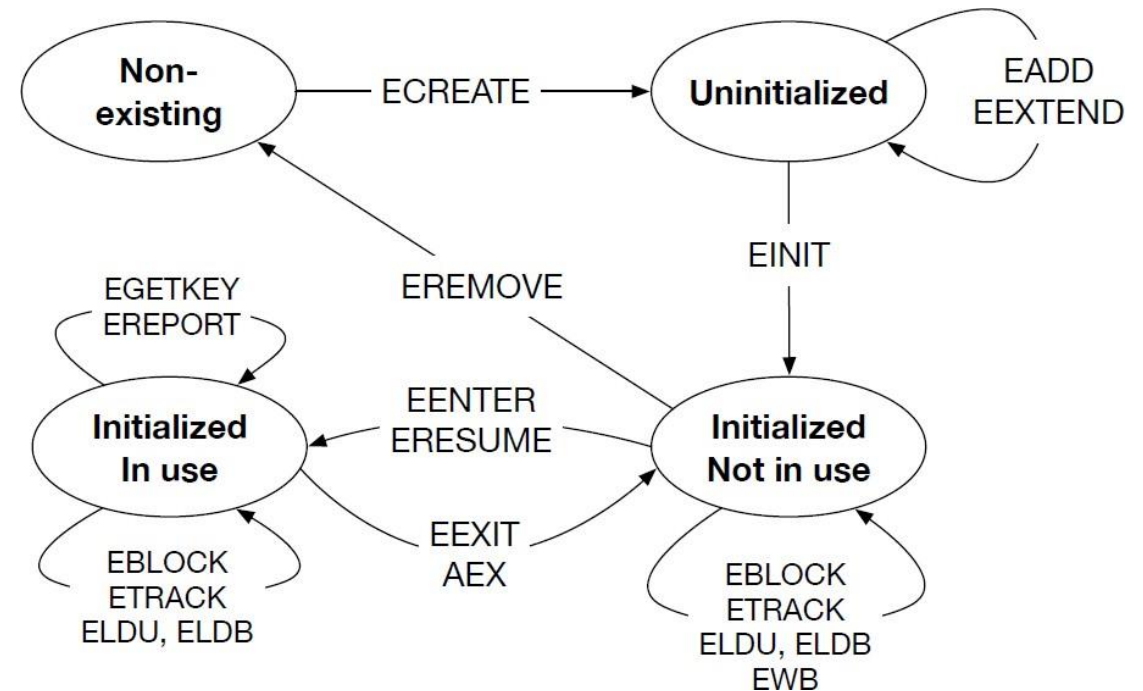 Non-
existing
ECREATE
Uninitialized
EADD
EEXTEND
EINIT
EREMOVE
EGETKEY
EREPORT
Initialized
In use
EENTER
ERESUME
Initialized
Not in use
EEXIT
AEX
EBLOCK
ETRACK
ELDU, ELDB
EBLOCK
ETRACK
ELDU, ELDB
EWB